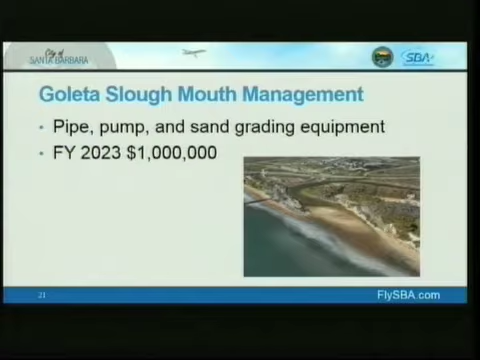 City of
SANTA BARBARA
SBA
Goleta Slough Mouth Management
• Pipe, pump, and sand grading equipment
• FY 2023 $1,000,000
21
FlySBA.com